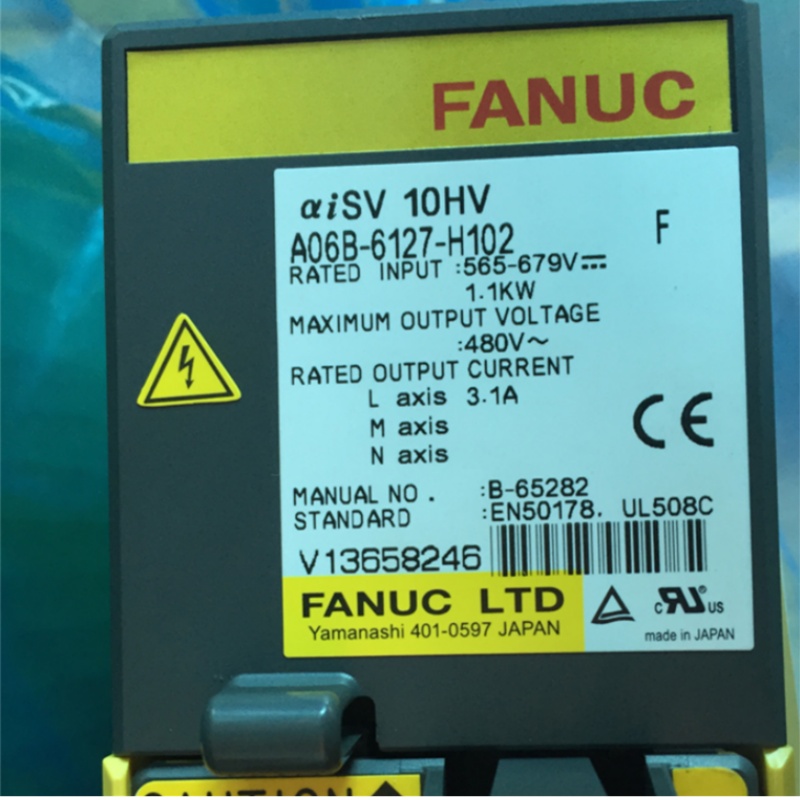 FANUC
αiSV 10HV
A06B-6127-H102 F
RATED INPUT :565-679V⎓
1.1KW
MAXIMUM OUTPUT VOLTAGE
:480V~
RATED OUTPUT CURRENT
L axis 3.1A
M axis
N axis
CE
MANUAL NO. :B-65282
STANDARD :EN50178. UL508C
V13658246
FANUC LTD
Yamanashi 401-0597 JAPAN
c RU ® US
made in JAPAN
CAUTION